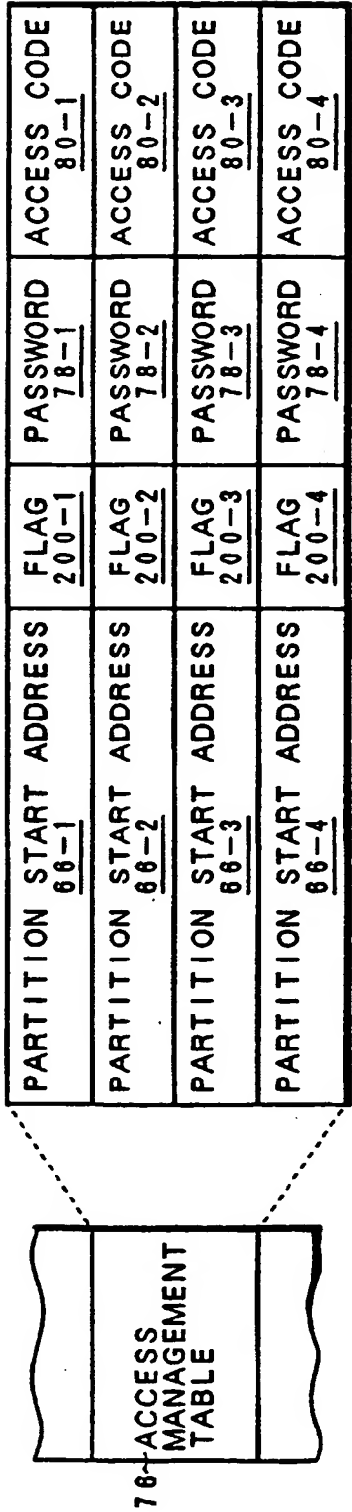 76 ACCESS
MANAGEMENT
TABLE
PARTITION START ADDRESS
66-1
FLAG
200-1
PASSWORD
78-1
ACCESS CODE
80-1
PARTITION START ADDRESS
66-2
FLAG
200-2
PASSWORD
78-2
ACCESS CODE
80-2
PARTITION START ADDRESS
66-3
FLAG
200-3
PASSWORD
78-3
ACCESS CODE
80-3
PARTITION START ADDRESS
66-4
FLAG
200-4
PASSWORD
78-4
ACCESS CODE
80-4